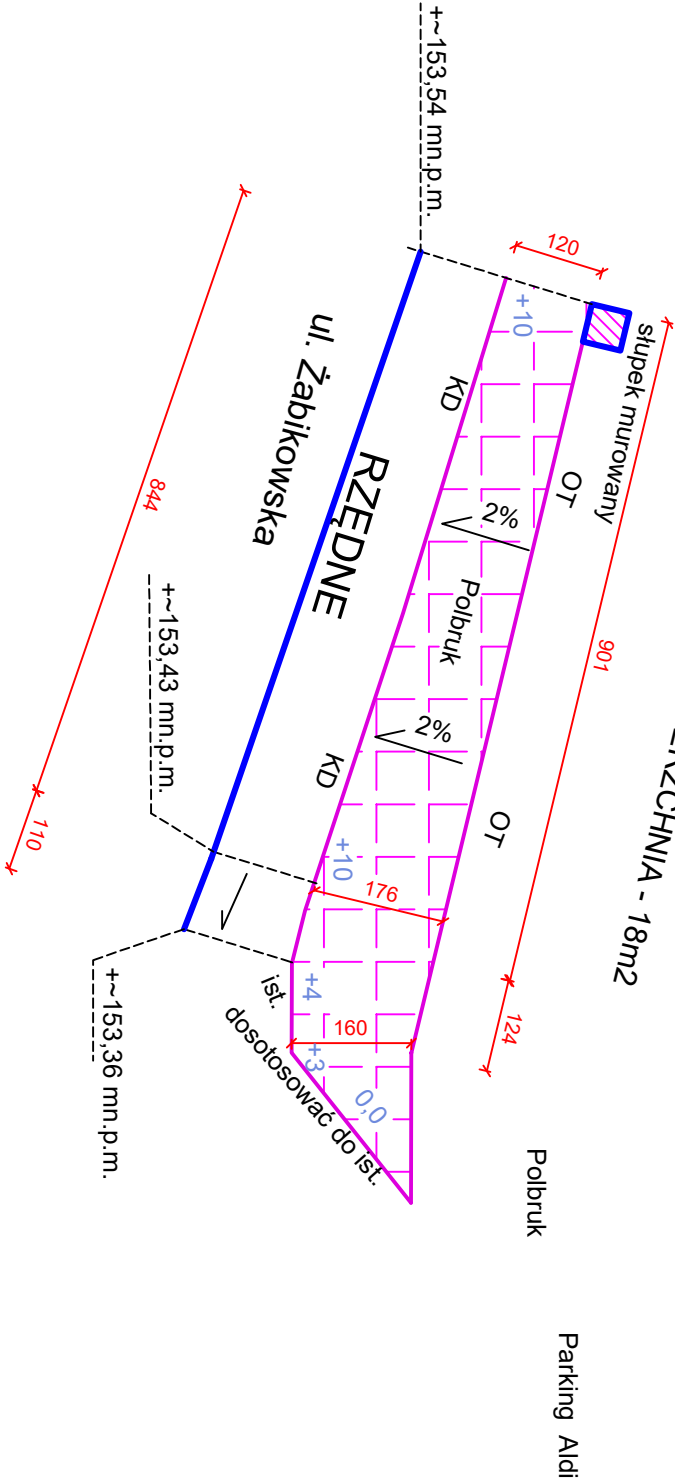 +~153,54 mn.p.m.
120
słupek murowany
+10
KD
OT
ul. Żabikowska
RZĘDNE
2%
Polbruk
901
844
+~153,43 mn.p.m.
2%
KD
OT
- 18m2
110
+10
176
124
ist.
+4
+3
160
0,0
dosotosować do ist.
+~153,36 mn.p.m.
Polbruk
Parking Aldi